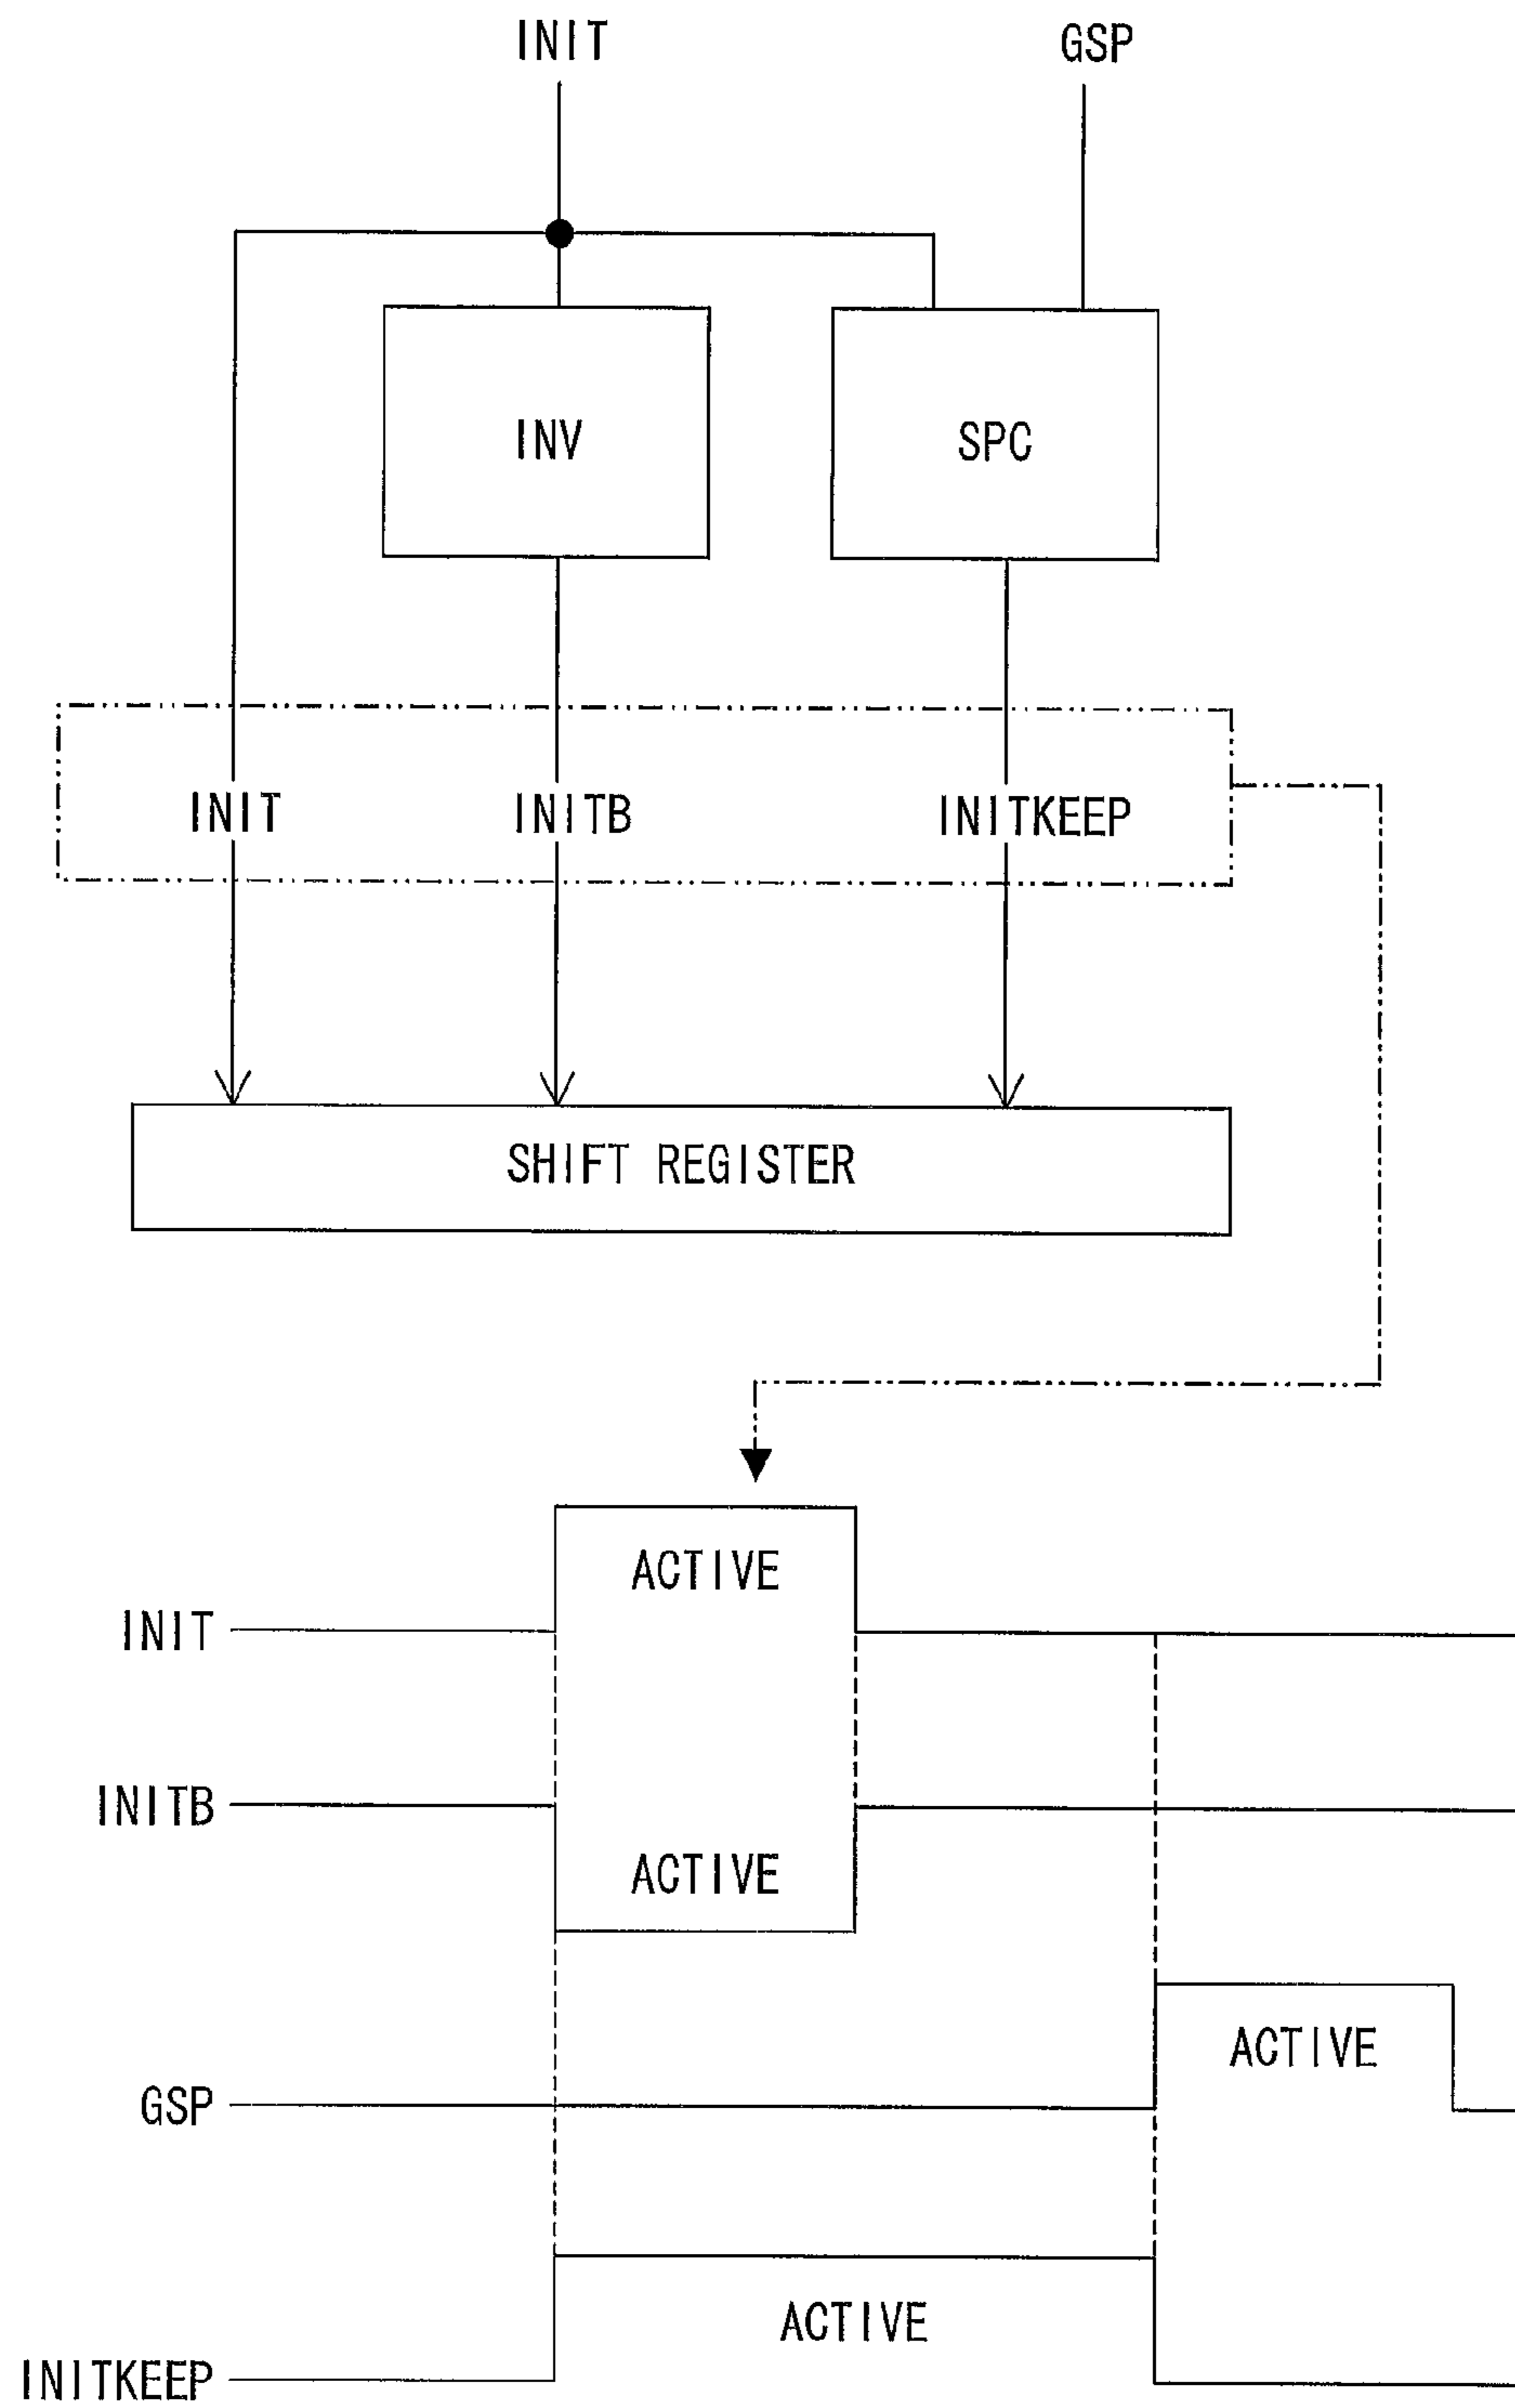 INIT GSP
INV SPC
INIT INITB INITKEEP
SHIFT REGISTER
ACTIVE
INIT
INITB
ACTIVE
ACTIVE
GSP
ACTIVE
INITKEEP